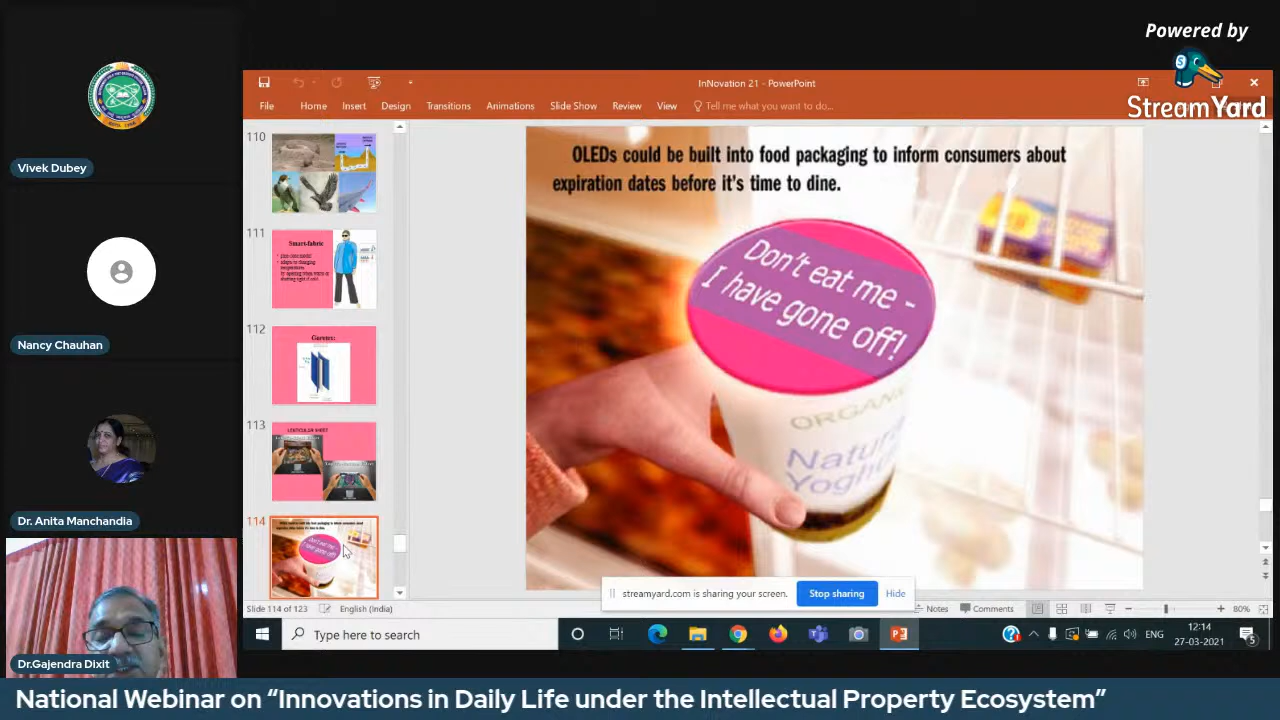 Powered by
StreamYard
InNovation 21 - PowerPoint
File Home Insert Design Transitions Animations Slide Show Review View Tell me what you want to do...
Vivek Dubey
Nancy Chauhan
Dr. Anita Manchandia
Dr.Gajendra Dixit
110
111
Smart-fabric
112
113
LENTICULAR SHEET
114
OLEDs could be built into food packaging to inform consumers about
expiration dates before it's time to dine.
Don't eat me -
I have gone off!
ORGANIC
Natural
Yoghu
streamyard.com is sharing your screen. Stop sharing Hide
Slide 114 of 123 English (India) Notes Comments 80%
Type here to search
ENG
12:14
27-03-2021
5
National Webinar on “Innovations in Daily Life under the Intellectual Property Ecosystem”